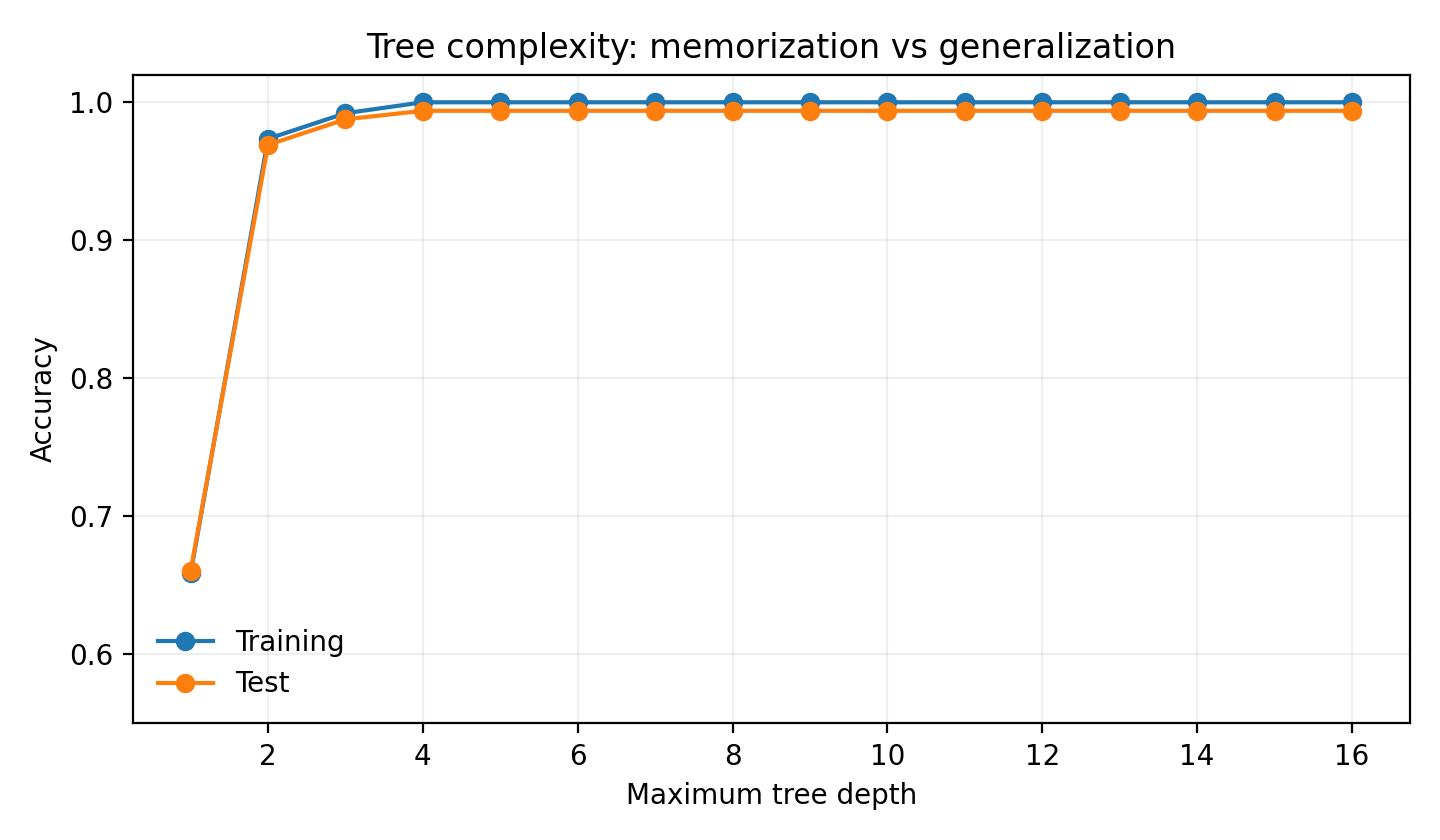 Tree complexity: memorization vs generalization
1.0
0.9
0.8
0.7
0.6
Accuracy
Training
Test
2 4 6 8 10 12 14 16
Maximum tree depth